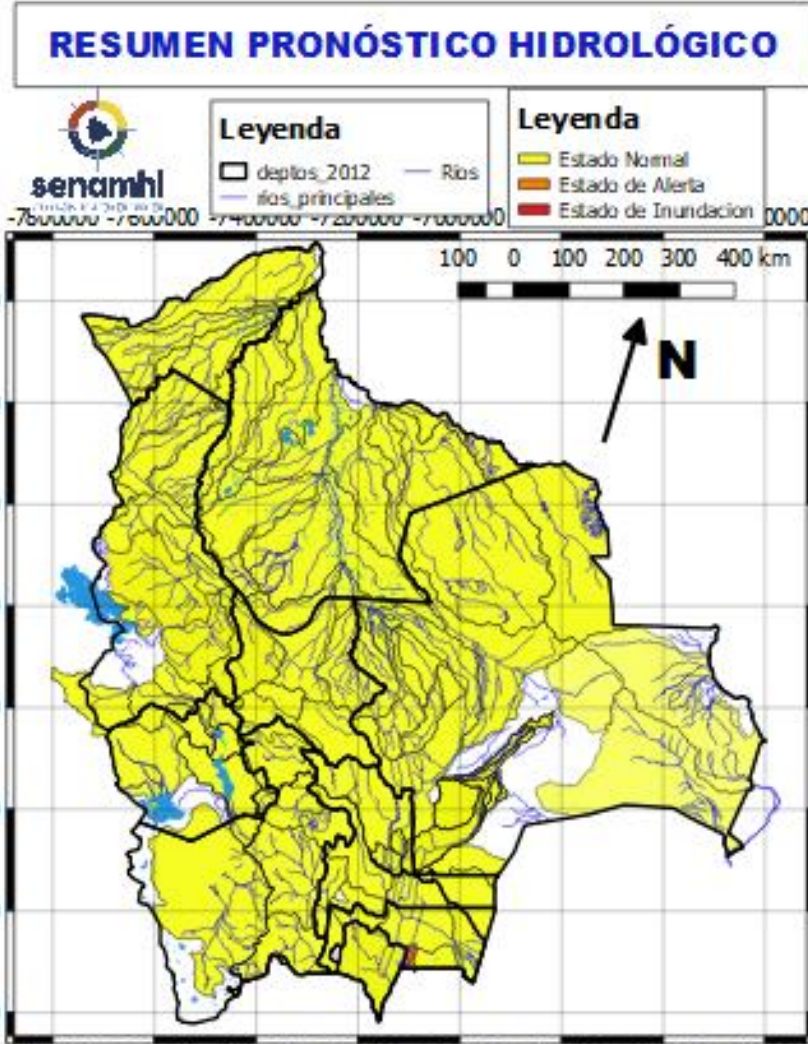 RESUMEN PRONÓSTICO HIDROLÓGICO
senamhi
Leyenda
deptos_2012
Rios
rios_principales
Leyenda
Estado Normal
Estado de Alerta
Estado de Inundacion
-7800000 -7600000 -7400000 -7200000 -7000000
100 0 100 200 300 400 km
N